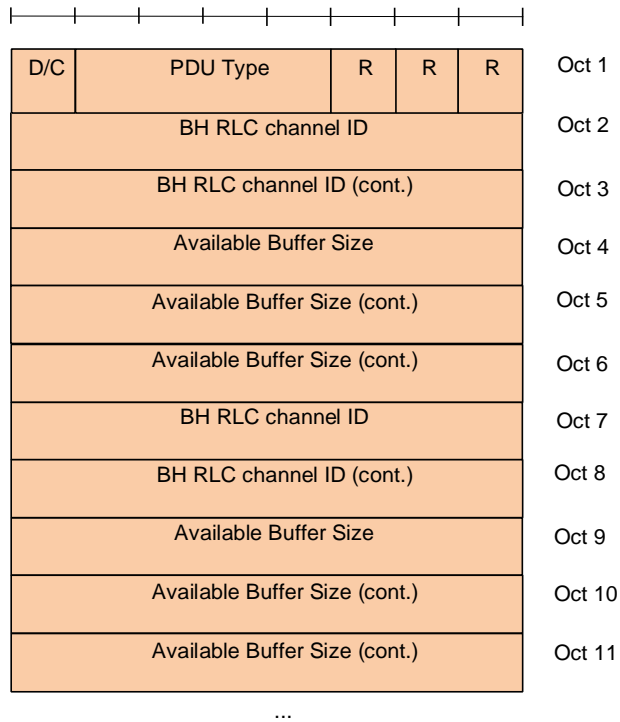 D/C PDU Type R R R Oct 1
BH RLC channel ID Oct 2
BH RLC channel ID (cont.) Oct 3
Available Buffer Size Oct 4
Available Buffer Size (cont.) Oct 5
Available Buffer Size (cont.) Oct 6
BH RLC channel ID Oct 7
BH RLC channel ID (cont.) Oct 8
Available Buffer Size Oct 9
Available Buffer Size (cont.) Oct 10
Available Buffer Size (cont.) Oct 11
...